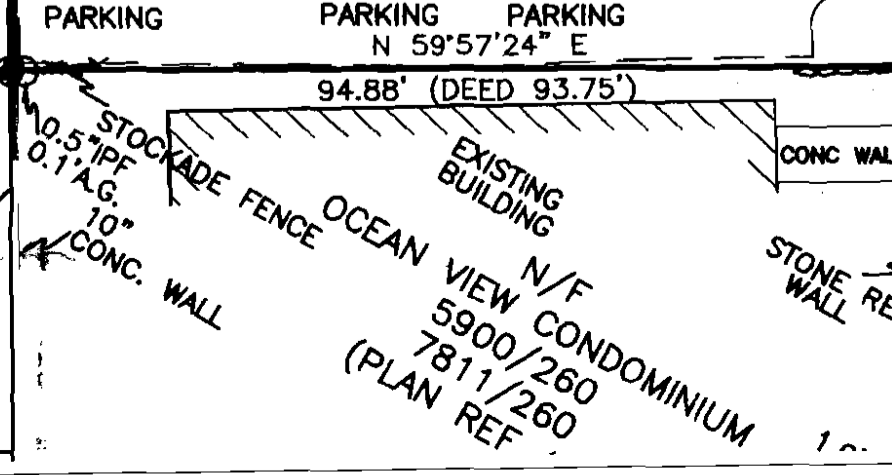 PARKING PARKING PARKING
N 59°57'24" E
94.88' (DEED 93.75')
STOCKADE FENCE
0.5"IPF
0.1'A.G.
10"
CONC. WALL
EXISTING
BUILDING
CONC WAL
N/F
OCEAN VIEW CONDOMINIUM
5900/260
7811/260
(PLAN REF
STONE RE
WALL